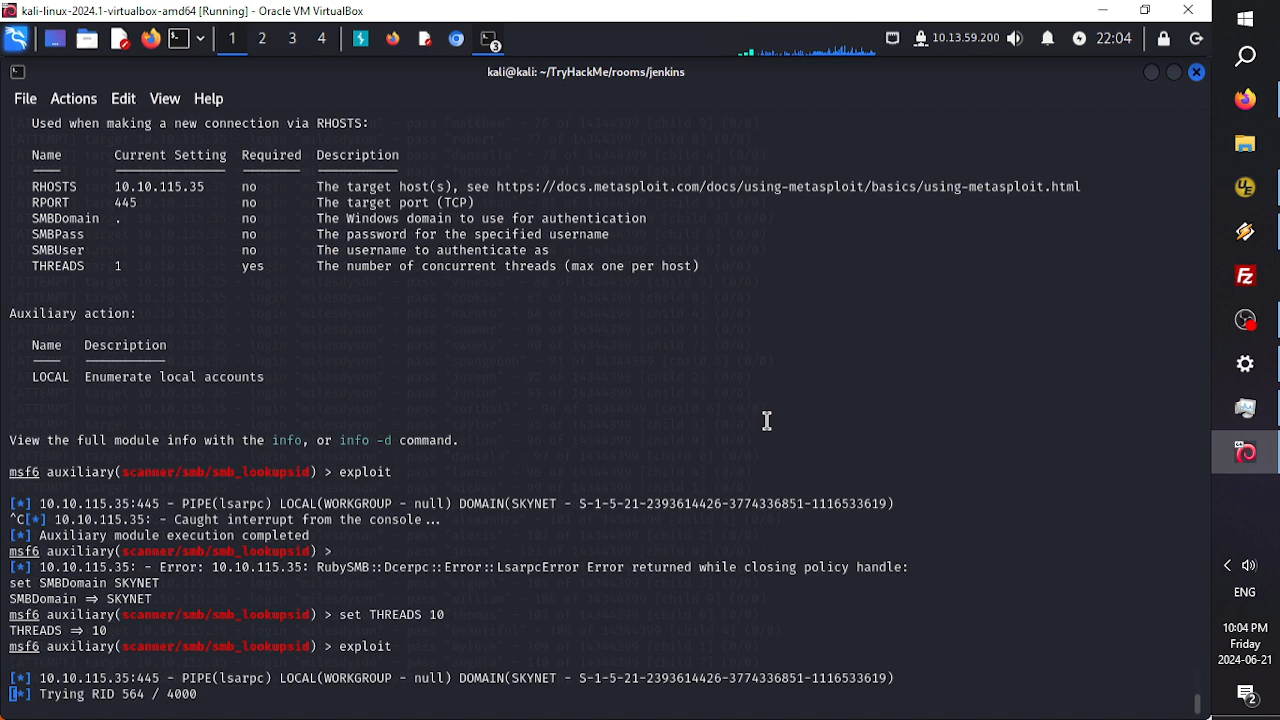 kali-linux-2024.1-virtualbox-amd64 [Running] - Oracle VM VirtualBox
1 2 3 4 3 10.13.59.200 22:04
kali@kali: ~/TryHackMe/rooms/jenkins
File Actions Edit View Help
Used when making a new connection via RHOSTS:
Name Current Setting Required Description
RHOSTS 10.10.115.35 no The target host(s), see https://docs.metasploit.com/docs/using-metasploit/basics/using-metasploit.html
RPORT 445 no The target port (TCP)
SMBDomain . no The Windows domain to use for authentication
SMBPass no The password for the specified username
SMBUser no The username to authenticate as
THREADS 1 yes The number of concurrent threads (max one per host)
Auxiliary action:
Name Description
LOCAL Enumerate local accounts
View the full module info with the info, or info -d command.
msf6 auxiliary(scanner/smb/smb_lookupsid) > exploit
[*] 10.10.115.35:445 - PIPE(lsarpc) LOCAL(WORKGROUP - null) DOMAIN(SKYNET - S-1-5-21-2393614426-3774336851-1116533619)
^C[*] 10.10.115.35: - Caught interrupt from the console...
[*] Auxiliary module execution completed
msf6 auxiliary(scanner/smb/smb_lookupsid) >
[*] 10.10.115.35: - Error: 10.10.115.35: RubySMB::Dcerpc::Error::LsarpcError Error returned while closing policy handle:
set SMBDomain SKYNET
SMBDomain => SKYNET
msf6 auxiliary(scanner/smb/smb_lookupsid) > set THREADS 10
THREADS => 10
msf6 auxiliary(scanner/smb/smb_lookupsid) > exploit
[*] 10.10.115.35:445 - PIPE(lsarpc) LOCAL(WORKGROUP - null) DOMAIN(SKYNET - S-1-5-21-2393614426-3774336851-1116533619)
[*] Trying RID 564 / 4000
UE
FZ
ENG
10:04 PM
Friday
2024-06-21
2